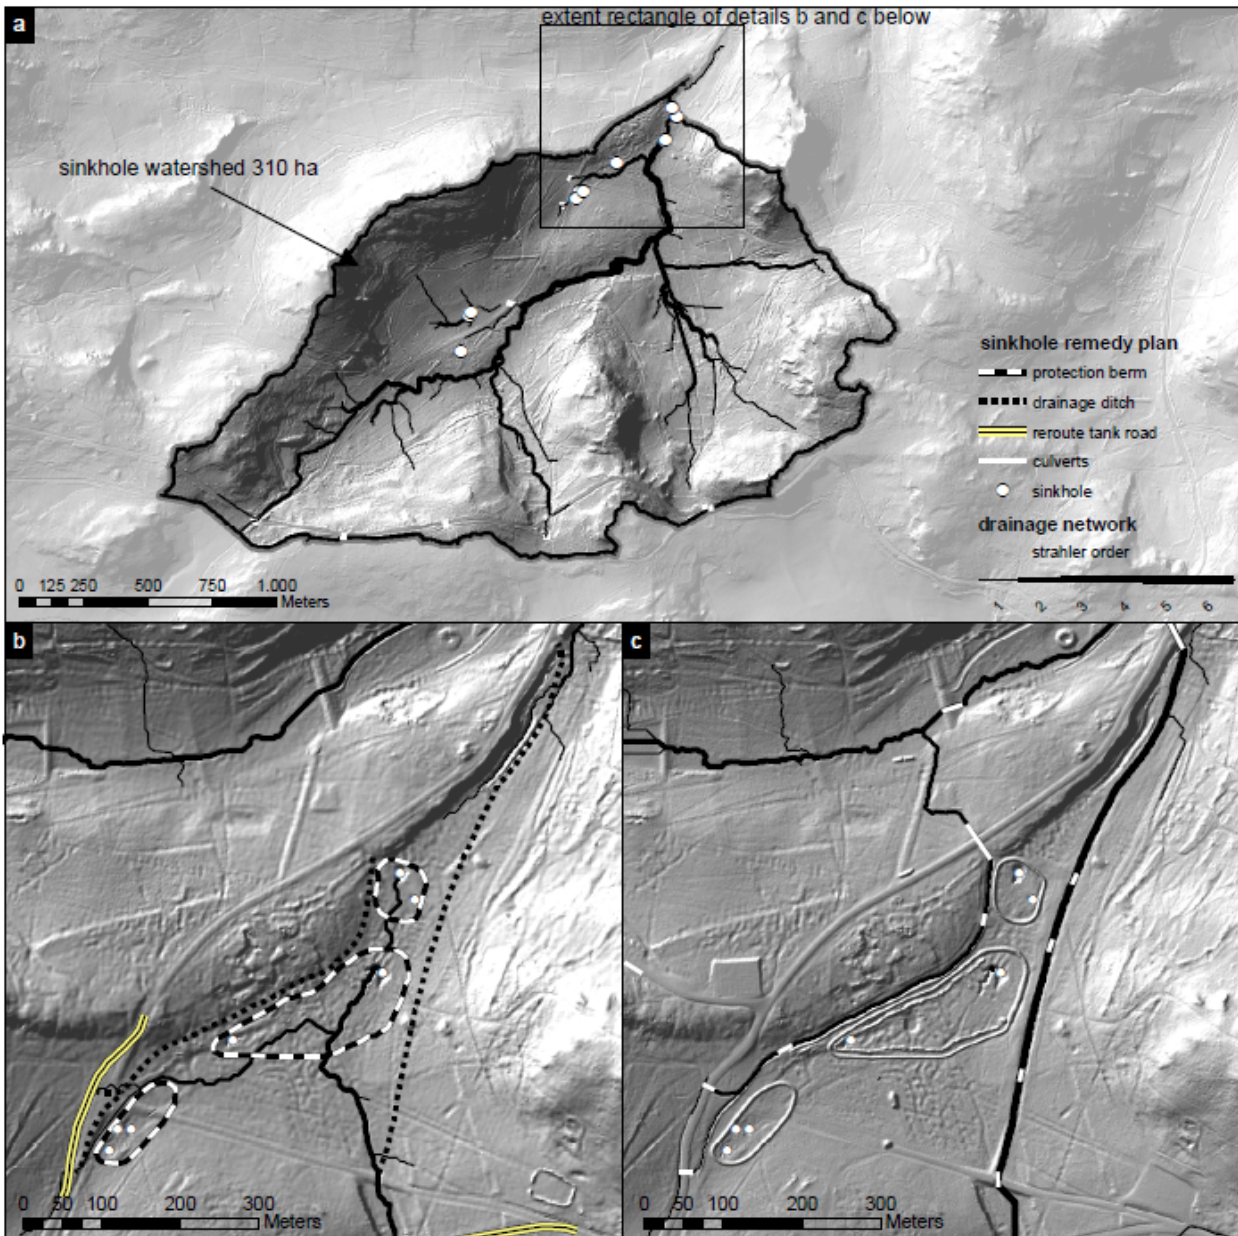 a
extent rectangle of details b and c below
sinkhole watershed 310 ha
sinkhole remedy plan
protection berm
drainage ditch
reroute tank road
culverts
sinkhole
drainage network
strahler order
1 2 3 4 5 6
0 125 250 500 750 1.000
Meters
b
0 50 100 200 300
Meters
c
0 50 100 200 300
Meters